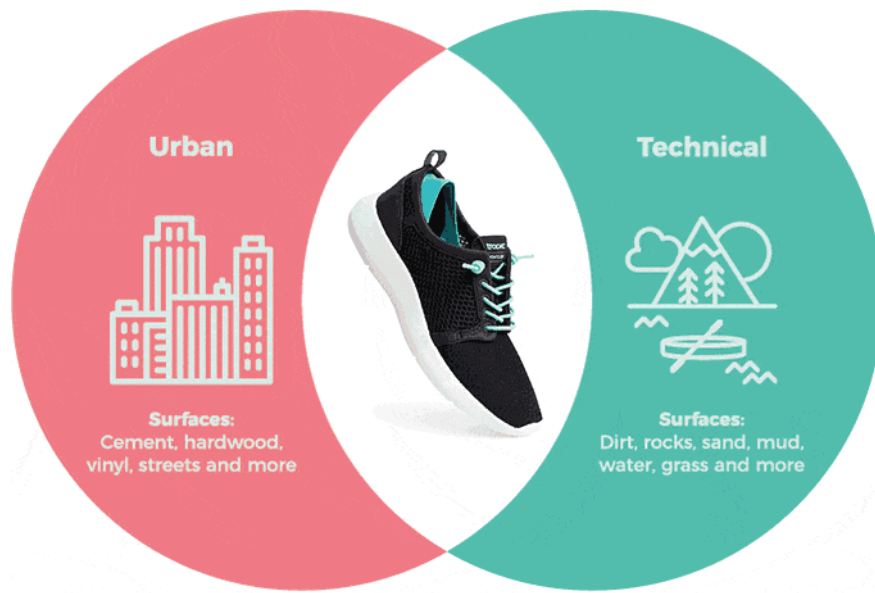 Urban
Surfaces:
Cement, hardwood,
vinyl, streets and more
Technical
Surfaces:
Dirt, rocks, sand, mud,
water, grass and more